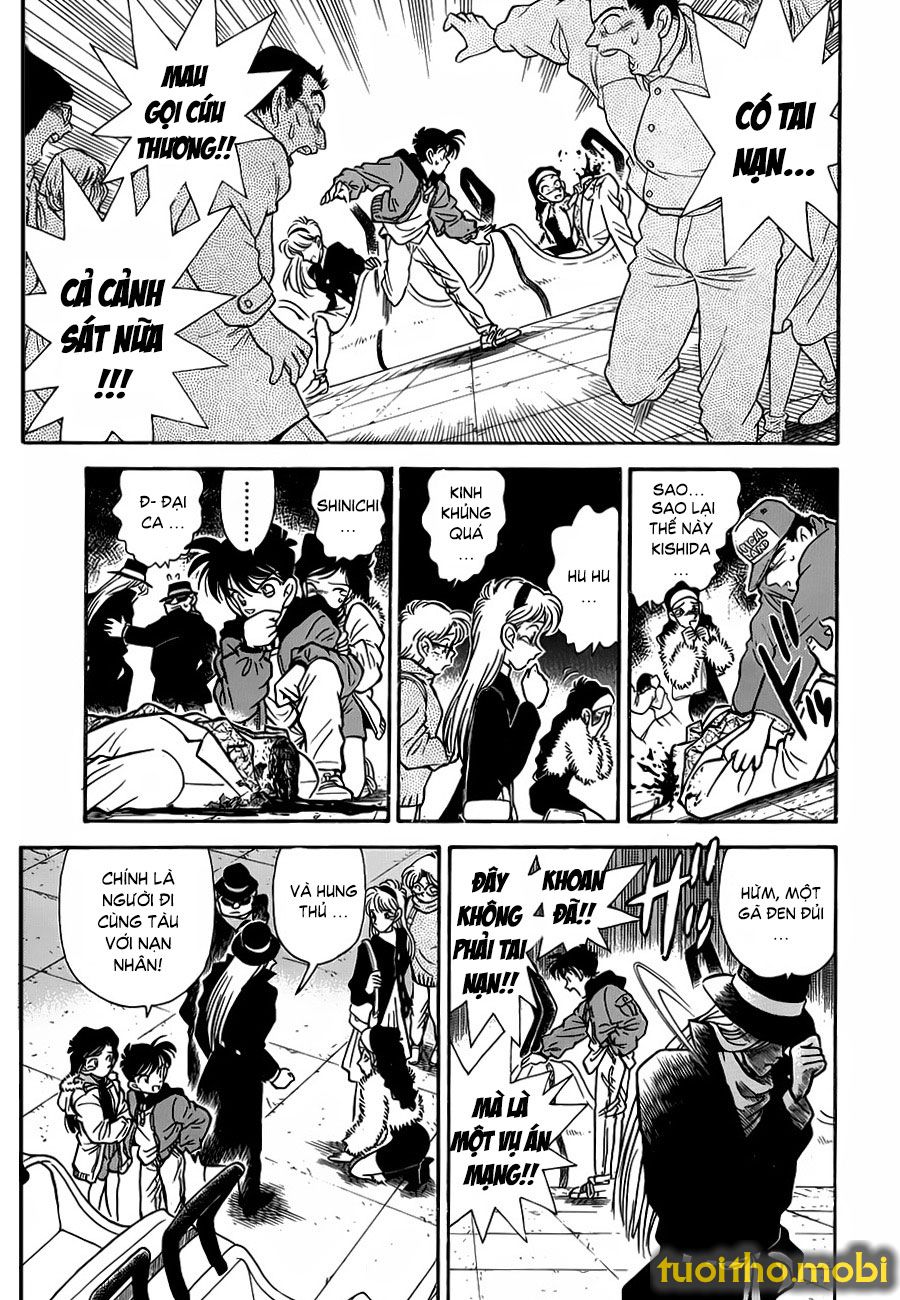 CÓ TAI
NẠN...
MAU
GỌI CỨU
THƯƠNG!!
CẢ CẢNH
SÁT NỮA
!!!
SAO...
SAO LẠI
THẾ NÀY
KISHIDA
...
KINH
KHỦNG
QUÁ
...
HU HU
...
SHINICHI
...
.........
Đ- ĐẠI
CA ...
HỪM, MỘT
GÃ ĐEN ĐỦI
...
KHOAN
ĐÃ!!
ĐÂY
KHÔNG
PHẢI TAI
NẠN!!
MÀ LÀ
MỘT VỤ ÁN
MẠNG!!
VÀ HUNG
THỦ ...
CHÍNH LÀ
NGƯỜI ĐI
CÙNG TÀU
VỚI NẠN
NHÂN!
tuoitho.mobi